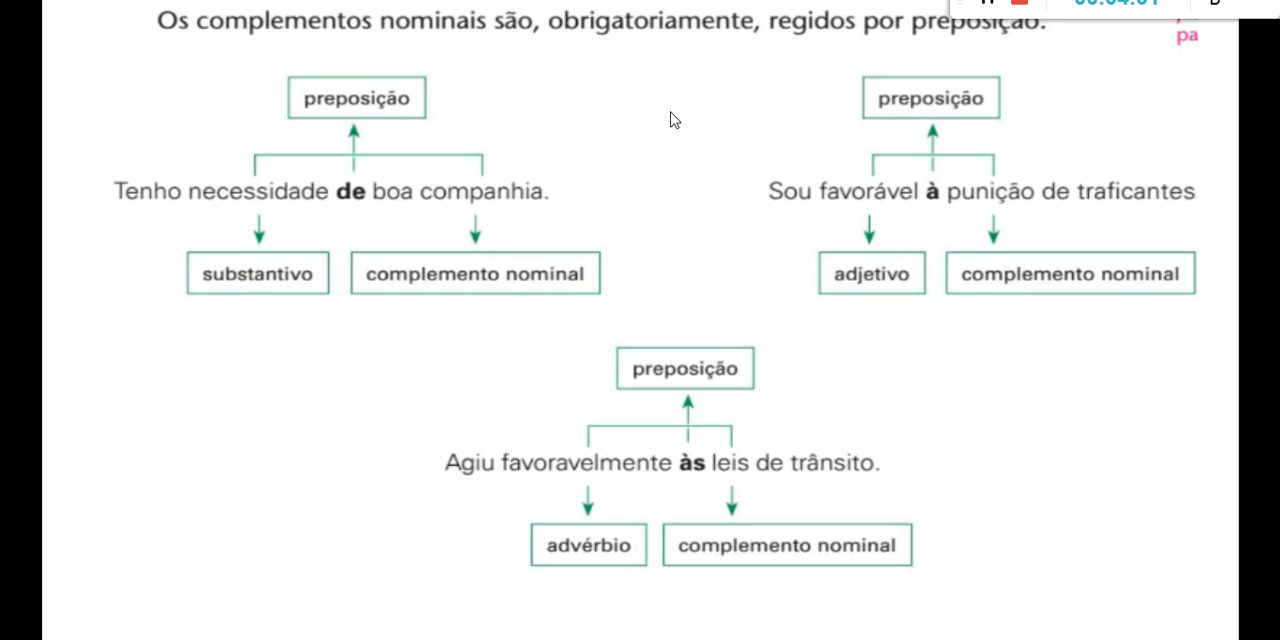 Os complementos nominais são, obrigatoriamente, regidos por preposição.
pa
preposição
preposição
Tenho necessidade de boa companhia.
Sou favorável à punição de traficantes
substantivo
complemento nominal
adjetivo
complemento nominal
preposição
Agiu favoravelmente às leis de trânsito.
advérbio
complemento nominal